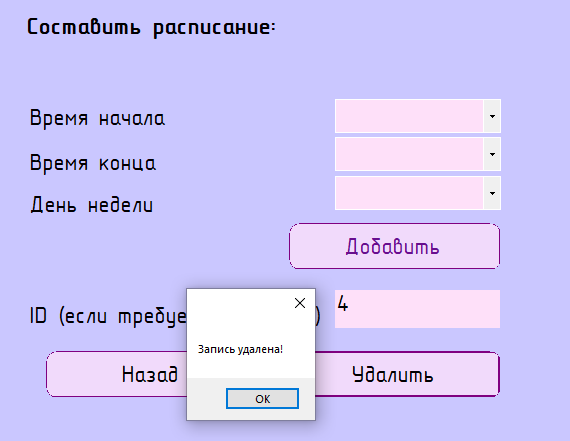 Составить расписание:
Время начала
Время конца
День недели
Добавить
ID (если требуе ) 4
Запись удалена!
Назад Удалить
OK